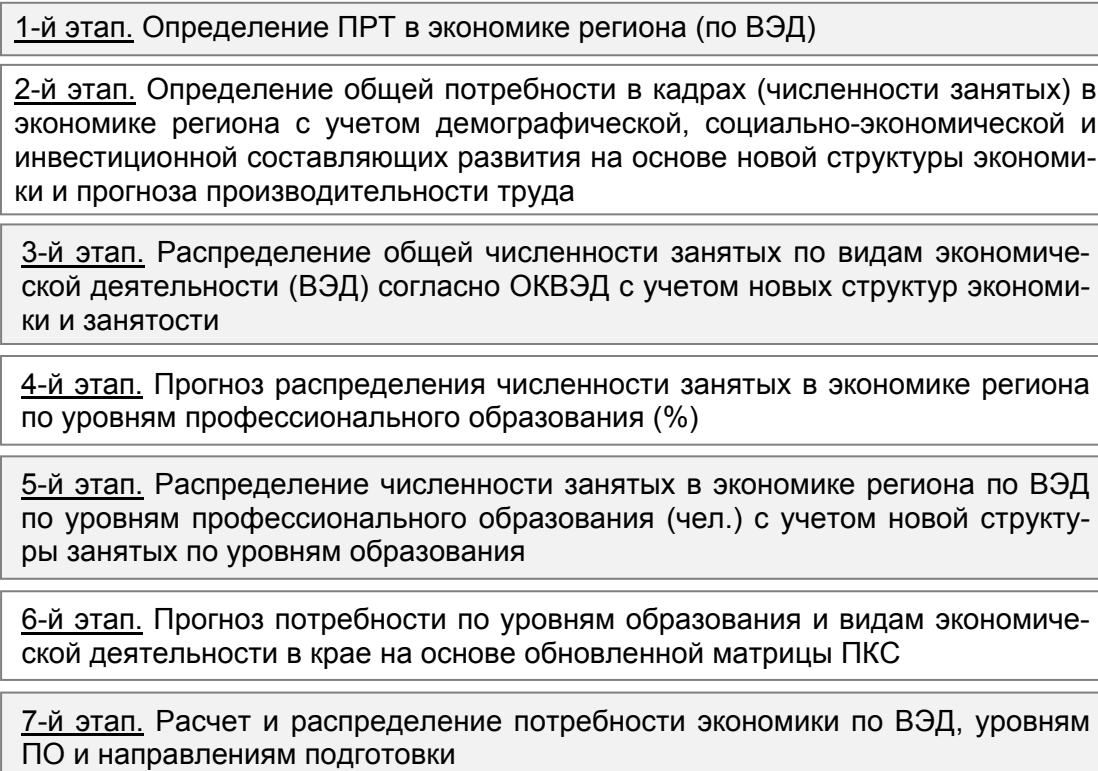 1-й этап. Определение ПРТ в экономике региона (по ВЭД)
2-й этап. Определение общей потребности в кадрах (численности занятых) в
экономике региона с учетом демографической, социально-экономической и
инвестиционной составляющих развития на основе новой структуры экономи-
ки и прогноза производительности труда
3-й этап. Распределение общей численности занятых по видам экономиче-
ской деятельности (ВЭД) согласно ОКВЭД с учетом новых структур экономи-
ки и занятости
4-й этап. Прогноз распределения численности занятых в экономике региона
по уровням профессионального образования (%)
5-й этап. Распределение численности занятых в экономике региона по ВЭД
по уровням профессионального образования (чел.) с учетом новой структу-
ры занятых по уровням образования
6-й этап. Прогноз потребности по уровням образования и видам экономиче-
ской деятельности в крае на основе обновленной матрицы ПКС
7-й этап. Расчет и распределение потребности экономики по ВЭД, уровням
ПО и направлениям подготовки